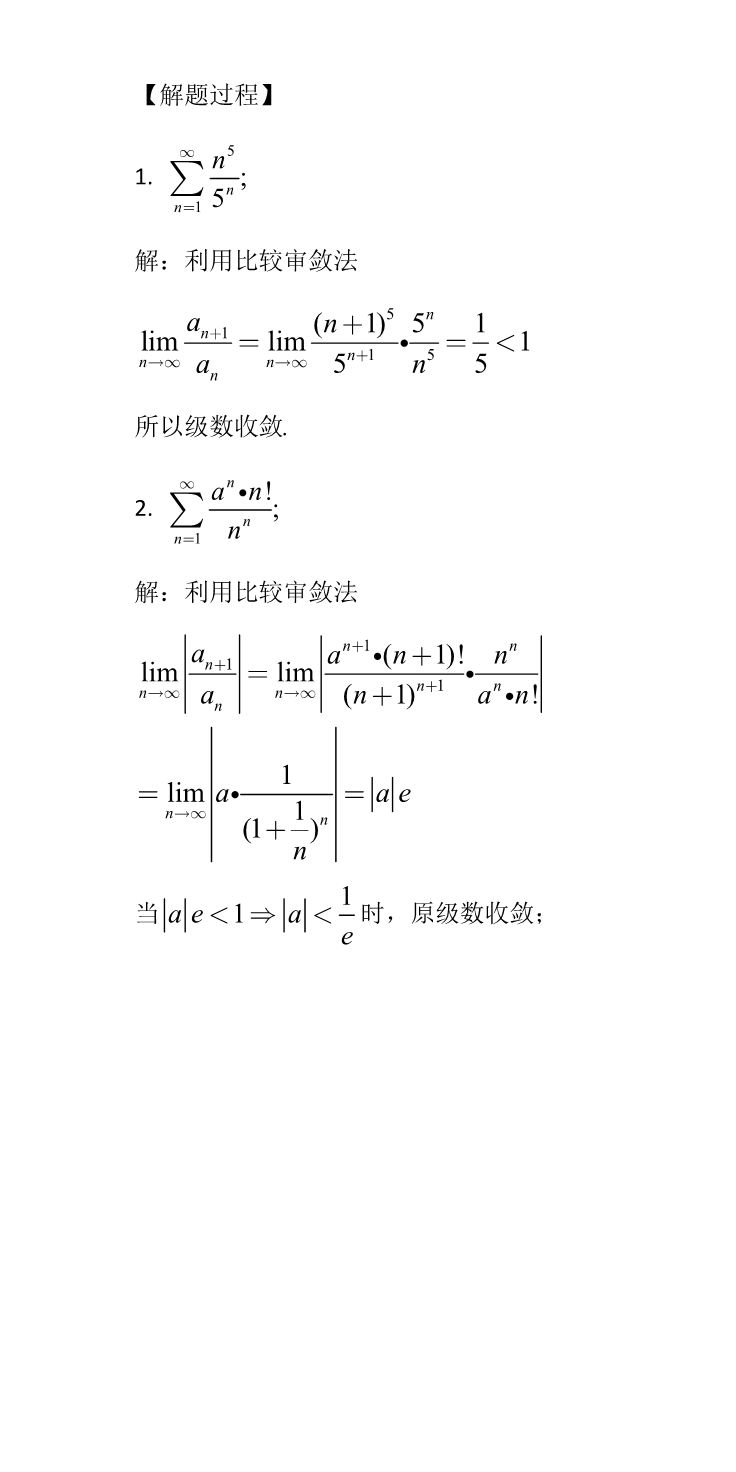 【解题过程】
1. $\sum_{n=1}^{\infty} \frac{n^5}{5^n}$;
解：利用比较审敛法
$\lim_{n \to \infty} \frac{a_{n+1}}{a_n} = \lim_{n \to \infty} \frac{(n+1)^5}{5^{n+1}} \bullet \frac{5^n}{n^5} = \frac{1}{5} < 1$
所以级数收敛.
2. $\sum_{n=1}^{\infty} \frac{a^n \bullet n!}{n^n}$;
解：利用比较审敛法
$\lim_{n \to \infty} \left| \frac{a_{n+1}}{a_n} \right| = \lim_{n \to \infty} \left| \frac{a^{n+1} \bullet (n+1)!}{(n+1)^{n+1}} \bullet \frac{n^n}{a^n \bullet n!} \right|$
$= \lim_{n \to \infty} \left| a \bullet \frac{1}{(1+\frac{1}{n})^n} \right| = |a| e$
当$|a| e < 1 \Rightarrow |a| < \frac{1}{e}$时，原级数收敛；